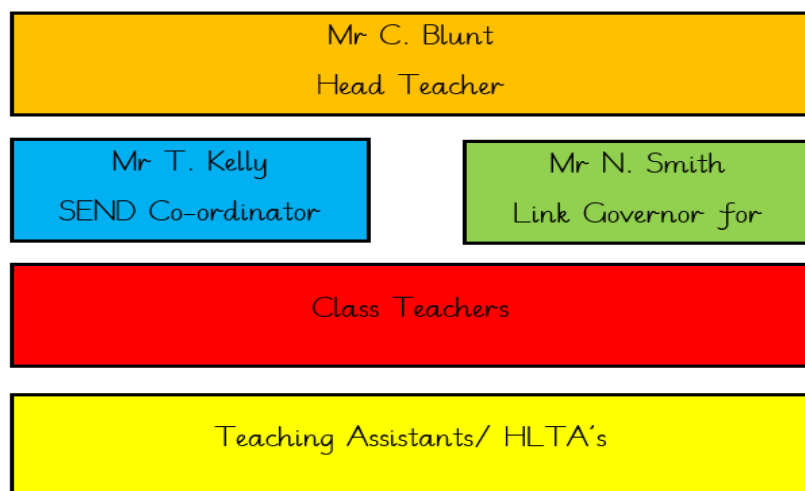 Mr C. Blunt
Head Teacher
Mr T. Kelly
SEND Co-ordinator
Mr N. Smith
Link Governor for
Class Teachers
Teaching Assistants/ HLTA's